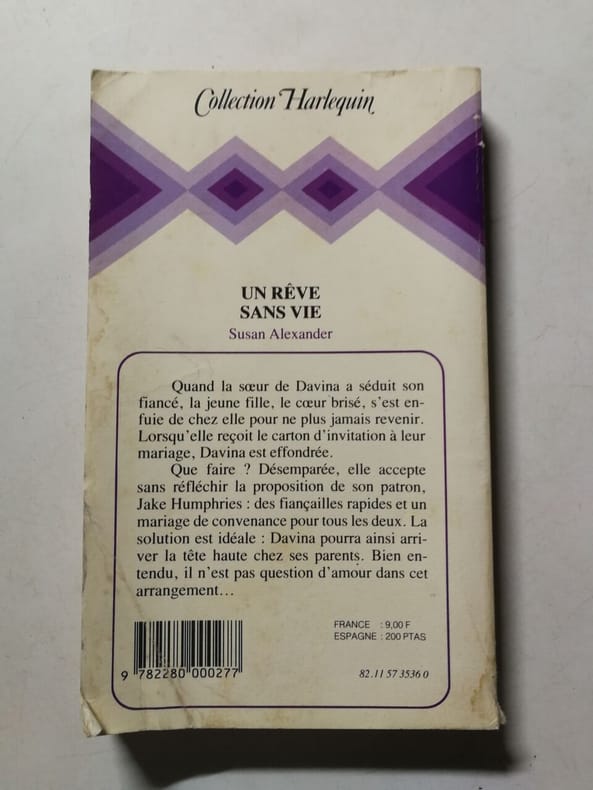 Collection Harlequin
UN RÊVE
SANS VIE
Susan Alexander
Quand la sœur de Davina a séduit son
fiancé, la jeune fille, le cœur brisé, s'est en-
fuie de chez elle pour ne plus jamais revenir.
Lorsqu'elle reçoit le carton d'invitation à leur
mariage, Davina est effondrée.
Que faire ? Désemparée, elle accepte
sans réfléchir la proposition de son patron,
Jake Humphries : des fiançailles rapides et un
mariage de convenance pour tous les deux. La
solution est idéale : Davina pourra ainsi arri-
ver la tête haute chez ses parents. Bien en-
tendu, il n'est pas question d'amour dans cet
arrangement...
FRANCE : 9,00 F
ESPAGNE : 200 PTAS
9 782280 000277
82.11 57 3536 0